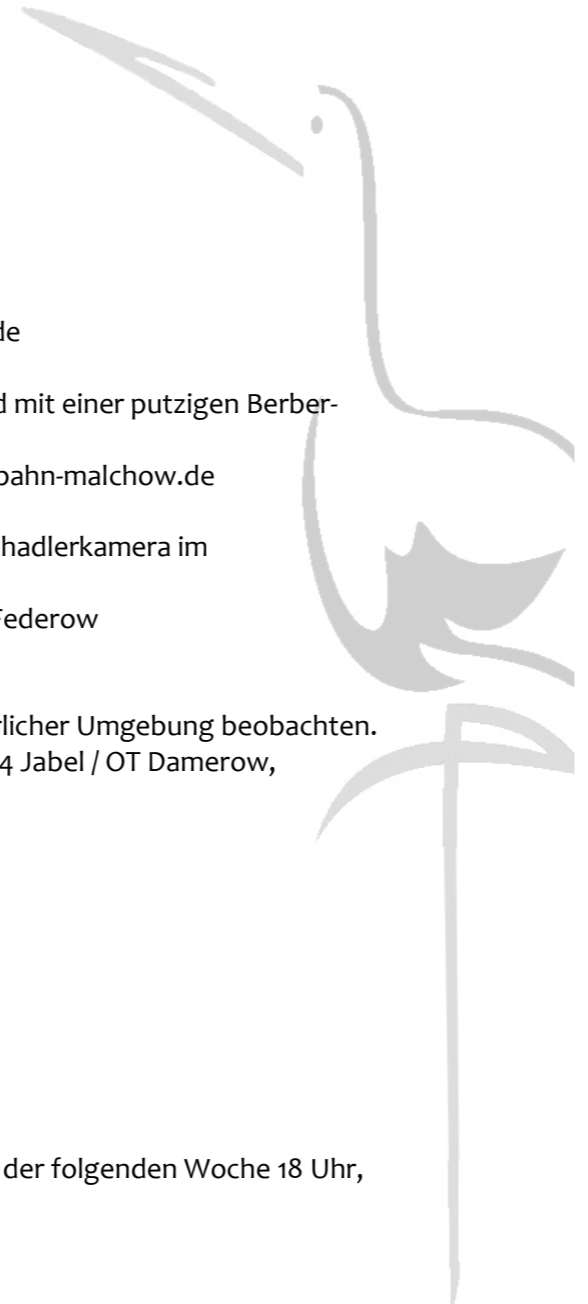 de
d mit einer putzigen Berber-
bahn-malchow.de
hadlerkamera im
Federow
rlicher Umgebung beobachten.
4 Jabel / OT Damerow,
der folgenden Woche 18 Uhr,